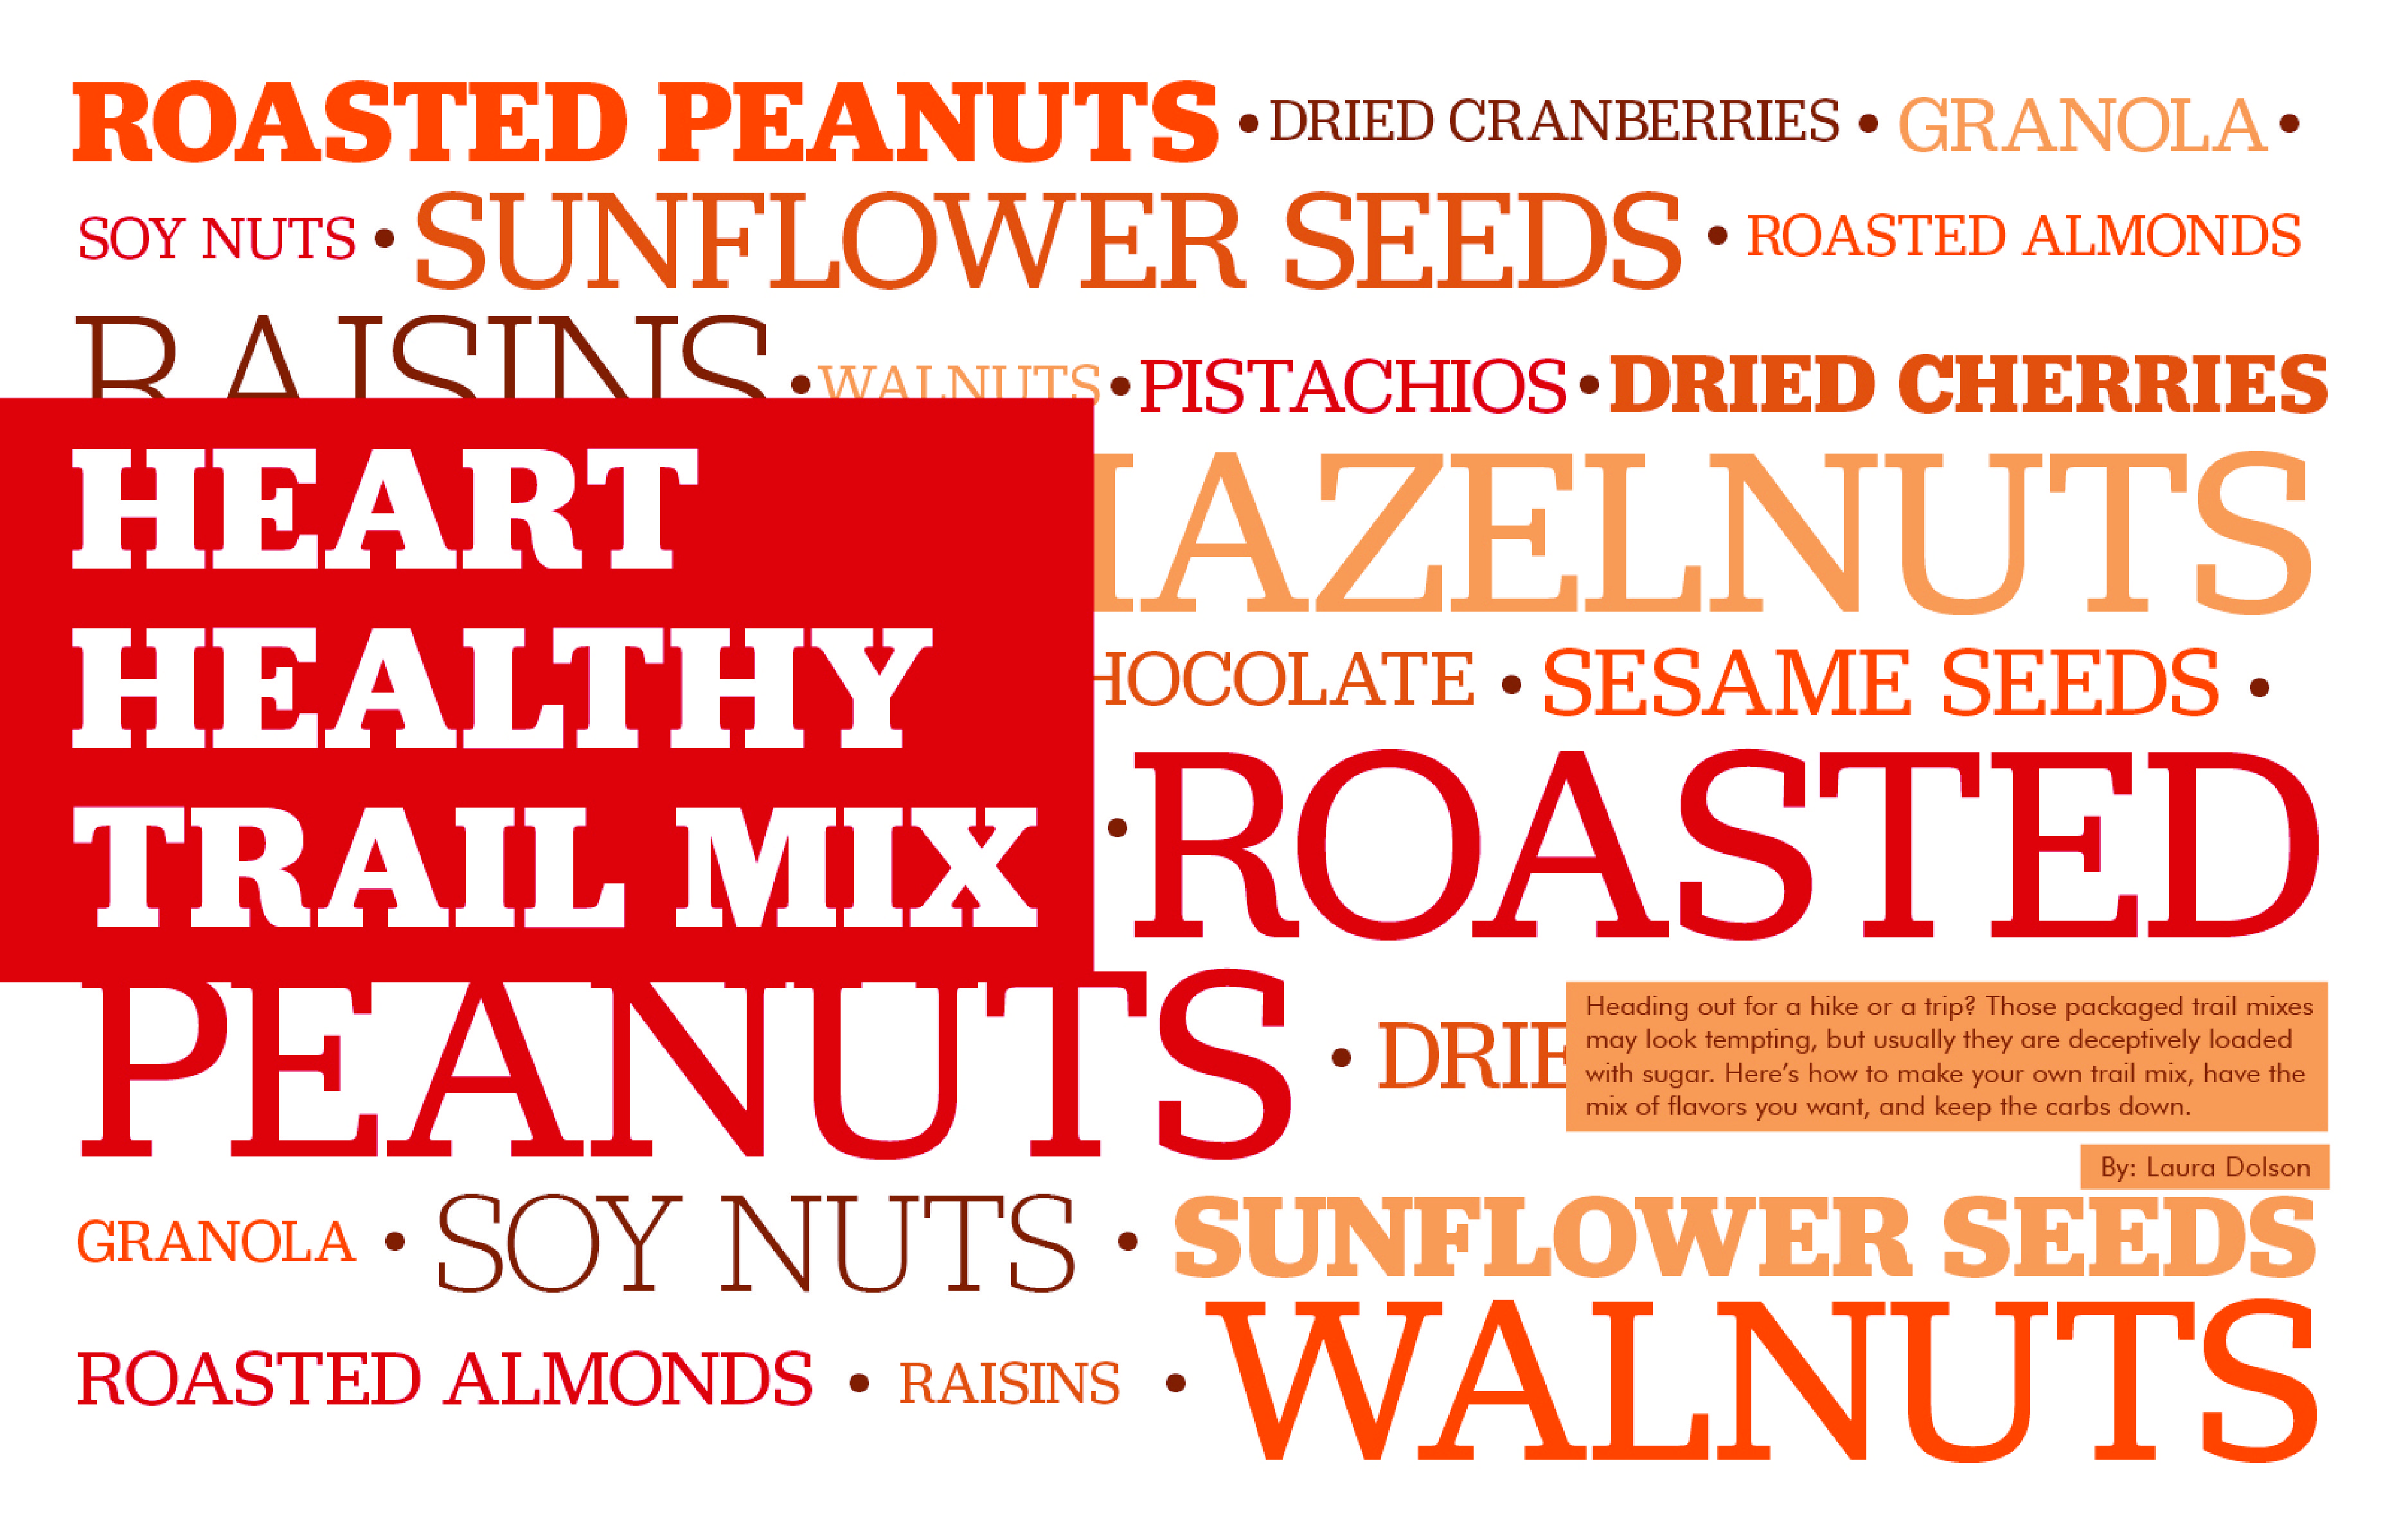 ROASTED PEANUTS • DRIED CRANBERRIES • GRANOLA •
SOY NUTS • SUNFLOWER SEEDS • ROASTED ALMONDS
RAISINS • WALNUTS • PISTACHIOS • DRIED CHERRIES
HEART
HEALTHY
TRAIL MIX
AZELNUTS
HOCOLATE • SESAME SEEDS •
• ROASTED
PEANUTS • DRIE
Heading out for a hike or a trip? Those packaged trail mixes
may look tempting, but usually they are deceptively loaded
with sugar. Here's how to make your own trail mix, have the
mix of flavors you want, and keep the carbs down.
By: Laura Dolson
GRANOLA • SOY NUTS • SUNFLOWER SEEDS
ROASTED ALMONDS • RAISINS • WALNUTS